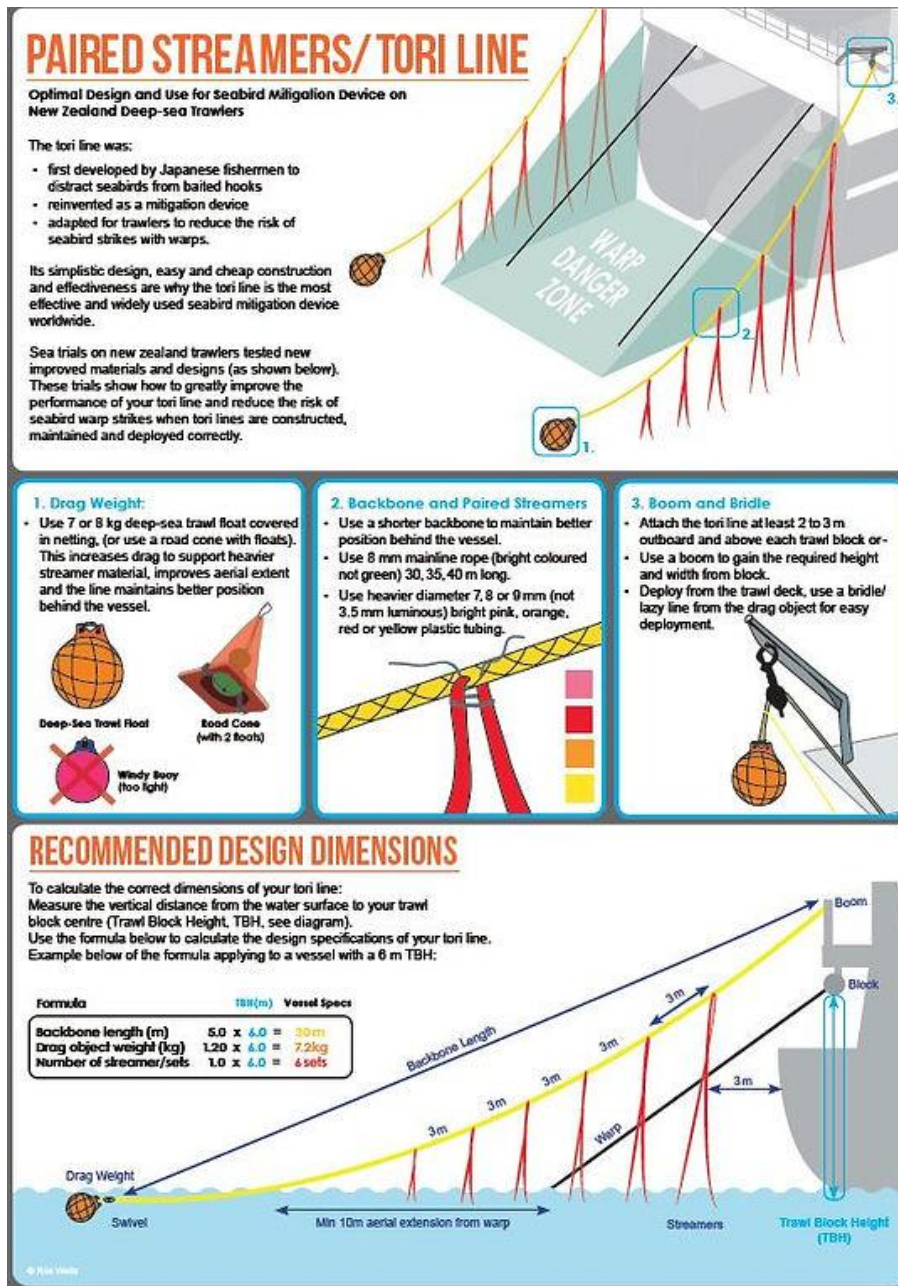 PAIRED STREAMERS/ TORI LINE
Optimal Design and Use for Seabird Mitigation Device on
New Zealand Deep-sea Trawlers
The tori line was:
- first developed by Japanese fishermen to
distract seabirds from baited hooks
- reinvented as a mitigation device
- adapted for trawlers to reduce the risk of
seabird strikes with warps.
Its simplistic design, easy and cheap construction
and effectiveness are why the tori line is the most
effective and widely used seabird mitigation device
worldwide.
Sea trials on new zealand trawlers tested new
improved materials and designs (as shown below).
These trials show how to greatly improve the
performance of your tori line and reduce the risk of
seabird warp strikes when tori lines are constructed,
maintained and deployed correctly.
WARP
DANGER
ZONE
1.
2.
3.
1. Drag Weight:
• Use 7 or 8 kg deep-sea trawl float covered
in netting, (or use a road cone with floats).
This increases drag to support heavier
streamer material, improves aerial extent
and the line maintains better position
behind the vessel.
Deep-Sea Trawl Float
Road Cone
(with 2 floats)
Windy Buoy
(too light)
2. Backbone and Paired Streamers
• Use a shorter backbone to maintain better
position behind the vessel.
• Use 8 mm mainline rope (bright coloured
not green) 30, 35, 40 m long.
• Use heavier diameter 7, 8 or 9 mm (not
3.5 mm luminous) bright pink, orange,
red or yellow plastic tubing.
3. Boom and Bridle
• Attach the tori line at least 2 to 3 m
outboard and above each trawl block or-
• Use a boom to gain the required height
and width from block.
• Deploy from the trawl deck, use a bridle/
lazy line from the drag object for easy
deployment.
RECOMMENDED DESIGN DIMENSIONS
To calculate the correct dimensions of your tori line:
Measure the vertical distance from the water surface to your trawl
block centre (Trawl Block Height, TBH, see diagram).
Use the formula below to calculate the design specifications of your tori line.
Example below of the formula applying to a vessel with a 6 m TBH:
Formula TBH(m) Vessel Specs
Backbone length (m) 5.0 x 6.0 = 30m
Drag object weight (kg) 1.20 x 6.0 = 7.2kg
Number of streamer/sets 1.0 x 6.0 = 6 sets
Boom
Block
Backbone Length
3m
3m
3m
3m
3m
3m
Warp
Drag Weight
Swivel
Min 10m aerial extension from warp
Streamers
Trawl Block Height
(TBH)